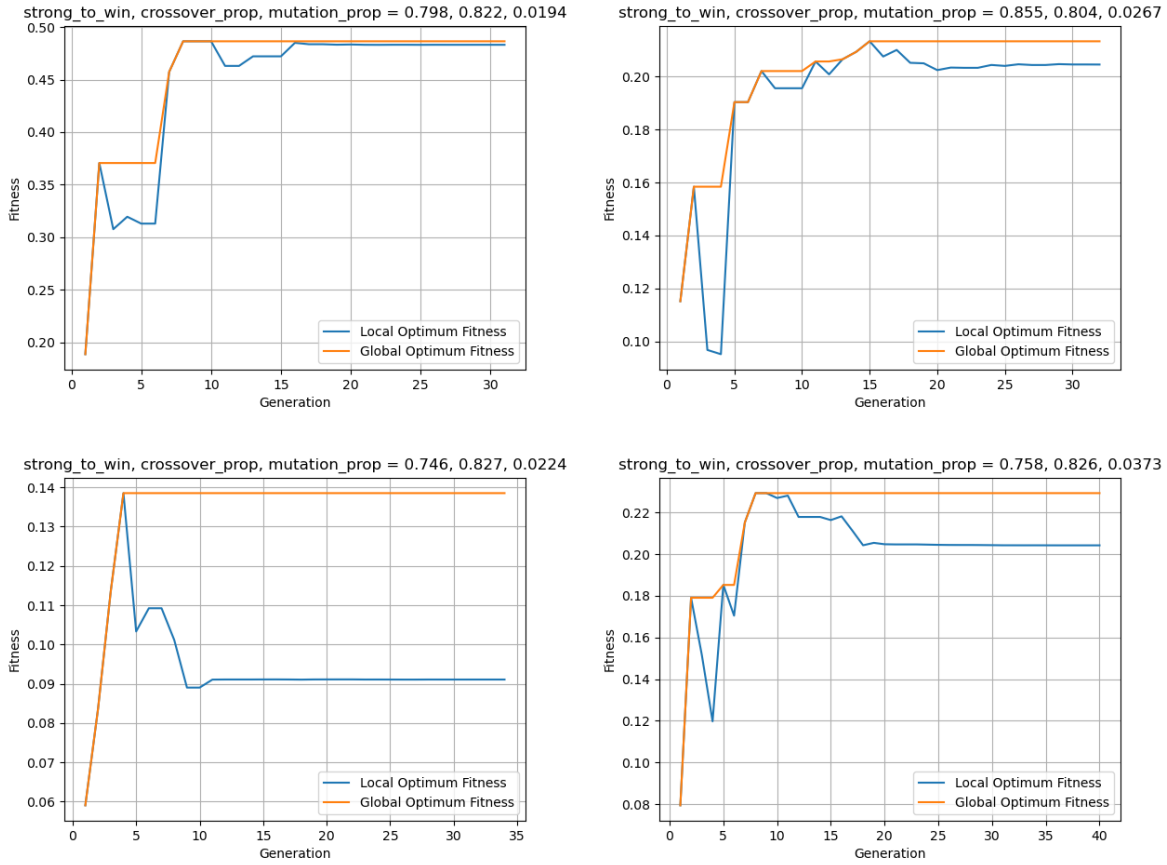 strong_to_win, crossover_prop, mutation_prop = 0.798, 0.822, 0.0194
0.50
0.45
0.40
0.35
0.30
0.25
0.20
Fitness
Local Optimum Fitness
Global Optimum Fitness
0 5 10 15 20 25 30
Generation
strong_to_win, crossover_prop, mutation_prop = 0.855, 0.804, 0.0267
0.20
0.18
0.16
0.14
0.12
0.10
Fitness
Local Optimum Fitness
Global Optimum Fitness
0 5 10 15 20 25 30
Generation
strong_to_win, crossover_prop, mutation_prop = 0.746, 0.827, 0.0224
0.14
0.13
0.12
0.11
0.10
0.09
0.08
0.07
0.06
Fitness
Local Optimum Fitness
Global Optimum Fitness
0 5 10 15 20 25 30 35
Generation
strong_to_win, crossover_prop, mutation_prop = 0.758, 0.826, 0.0373
0.22
0.20
0.18
0.16
0.14
0.12
0.10
0.08
Fitness
Local Optimum Fitness
Global Optimum Fitness
0 5 10 15 20 25 30 35 40
Generation